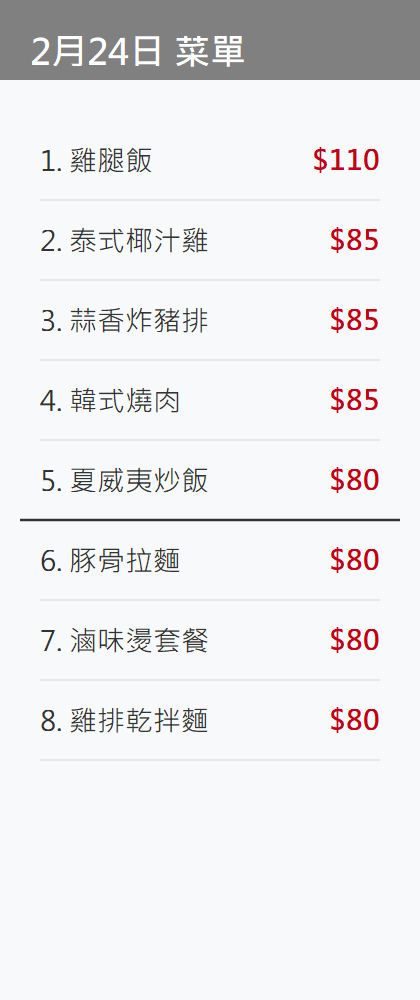 2月24日 菜單
1. 雞腿飯 $110
2. 泰式椰汁雞 $85
3. 蒜香炸豬排 $85
4. 韓式燒肉 $85
5. 夏威夷炒飯 $80
6. 豚骨拉麵 $80
7. 滷味燙套餐 $80
8. 雞排乾拌麵 $80